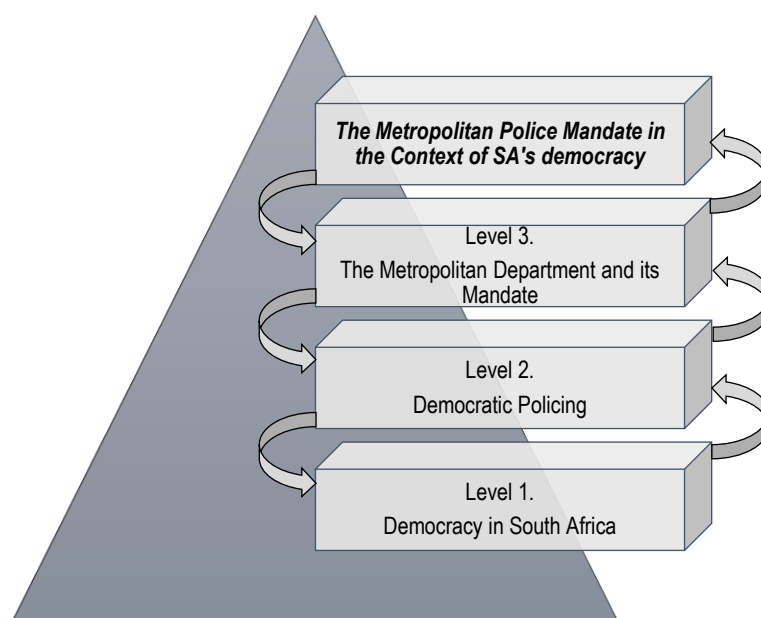 The Metropolitan Police Mandate in
the Context of SA's democracy
Level 3.
The Metropolitan Department and its
Mandate
Level 2.
Democratic Policing
Level 1.
Democracy in South Africa